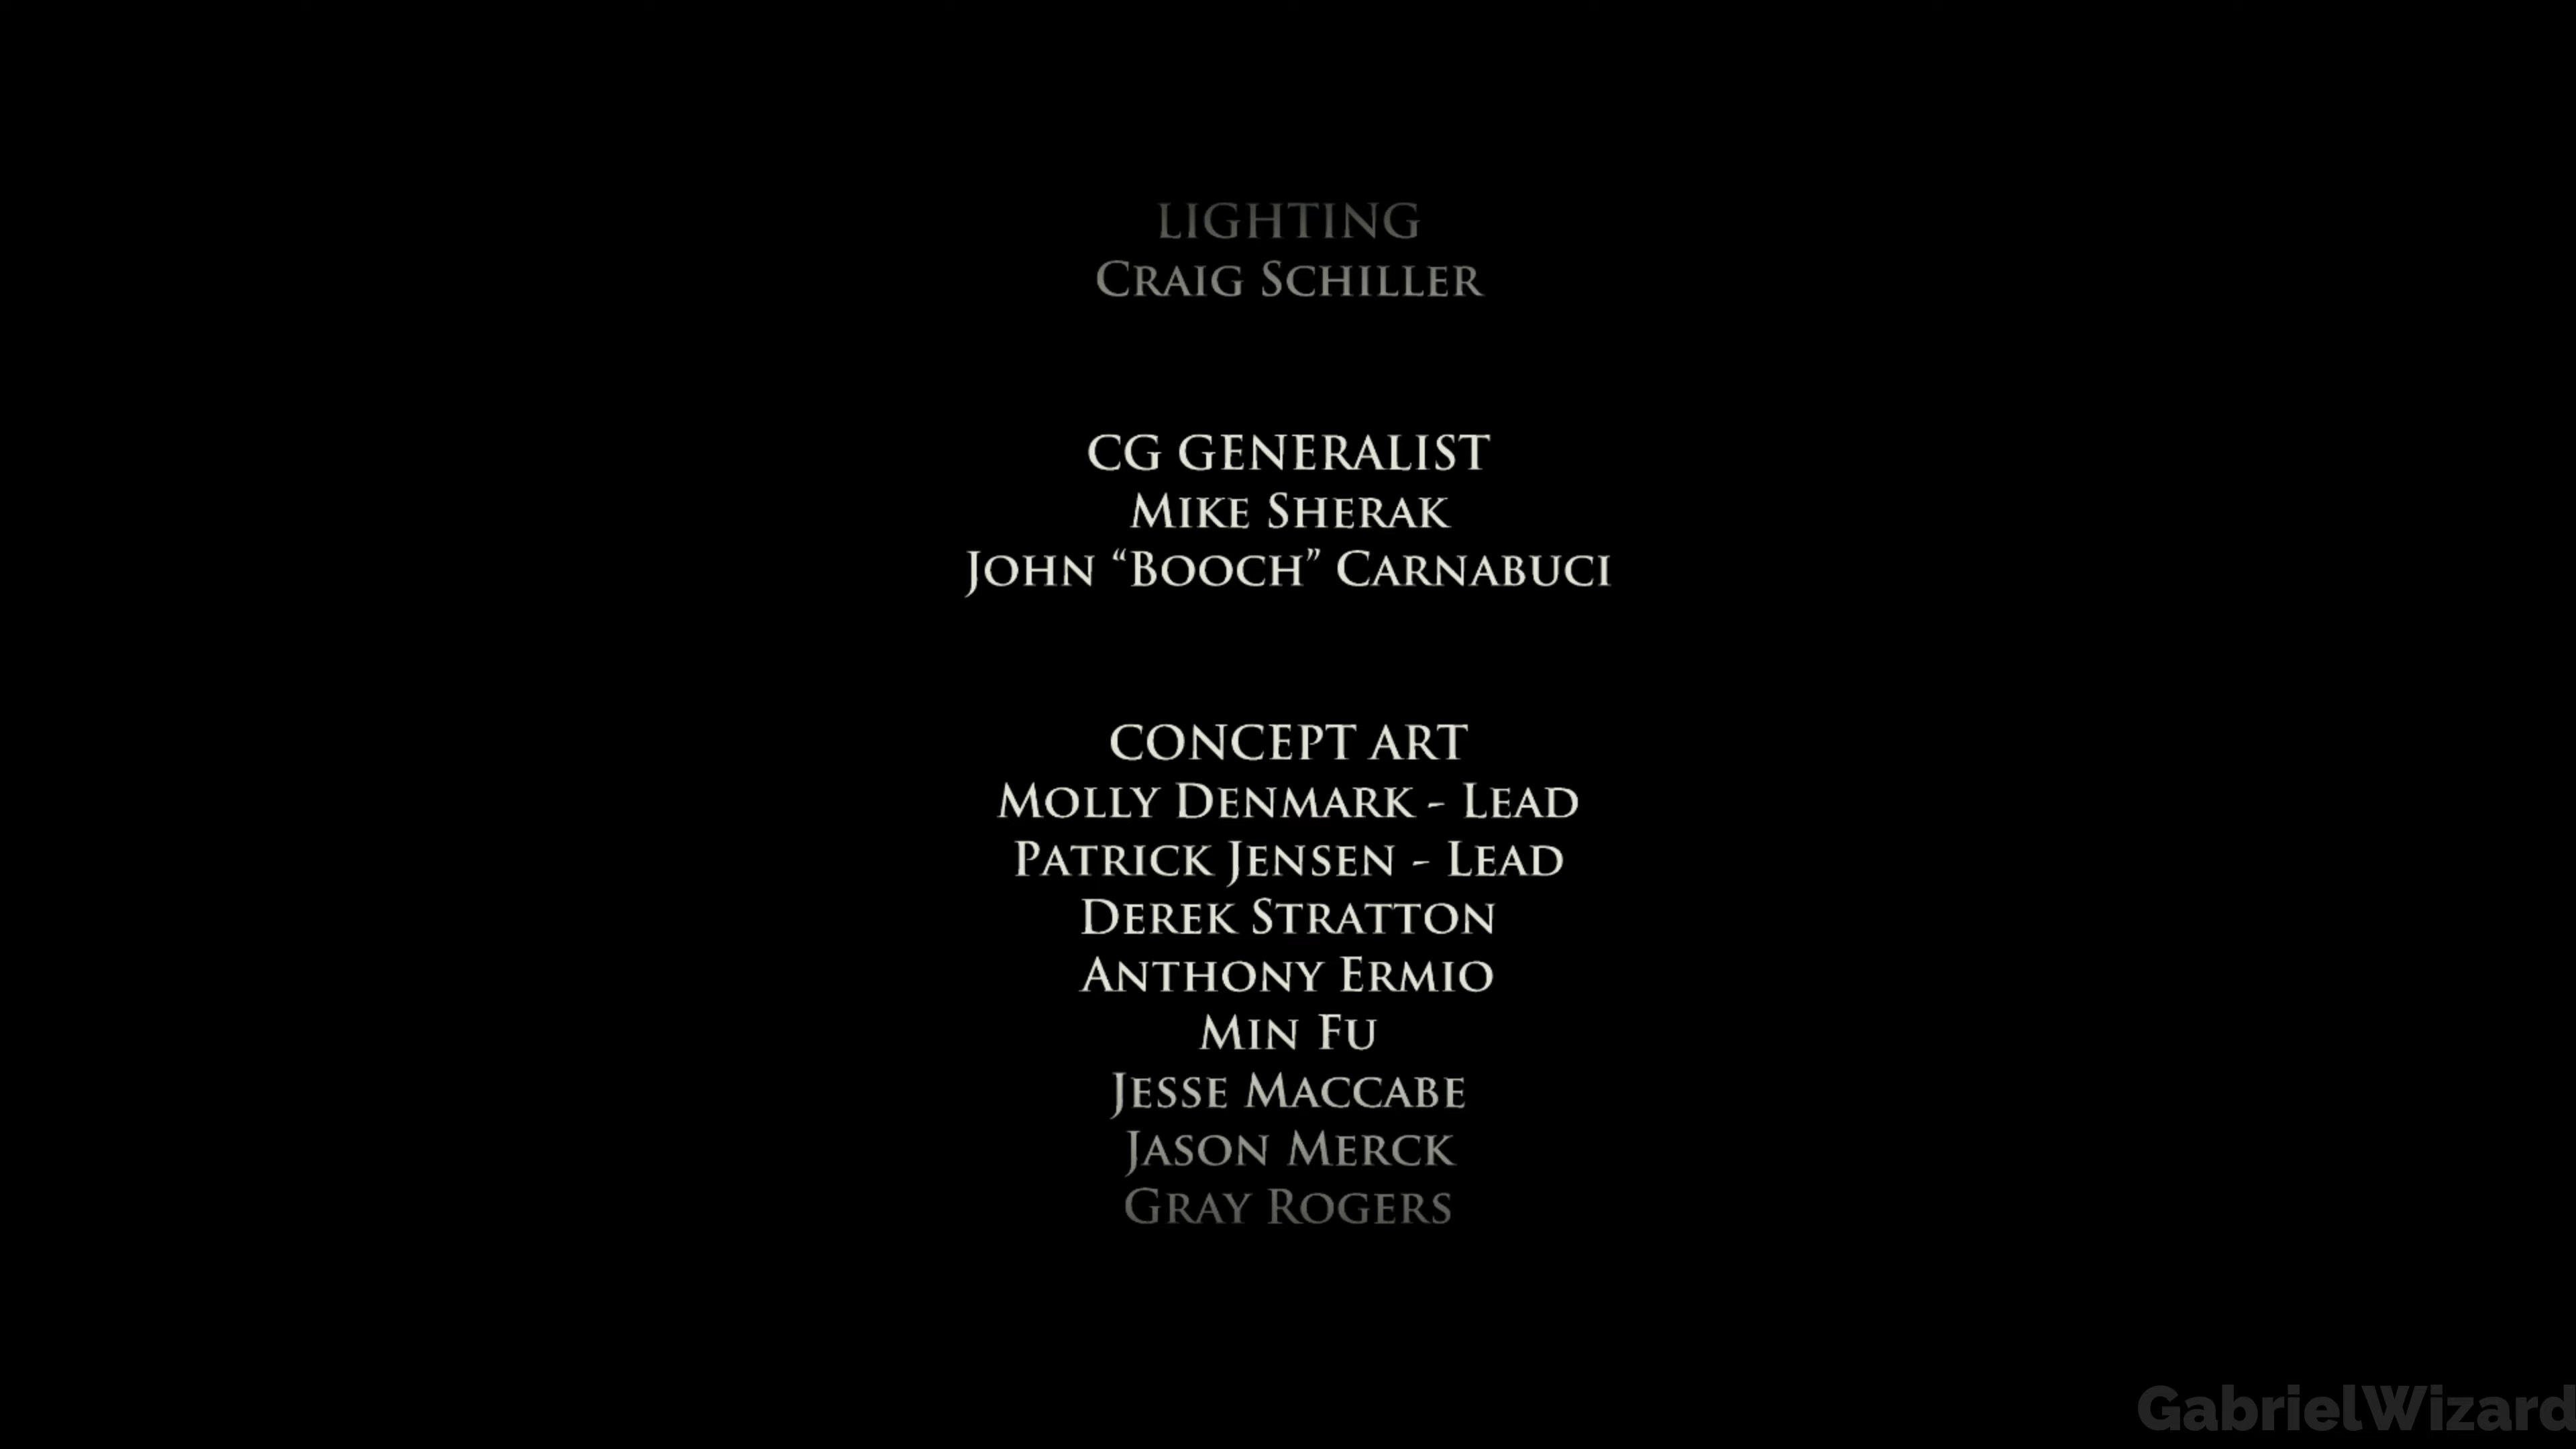 LIGHTING
CRAIG SCHILLER
CG GENERALIST
MIKE SHERAK
JOHN “BOOCH” CARNABUCI
CONCEPT ART
MOLLY DENMARK - LEAD
PATRICK JENSEN - LEAD
DEREK STRATTON
ANTHONY ERMIO
MIN FU
JESSE MACCABE
JASON MERCK
GRAY ROGERS
GabrielWizard